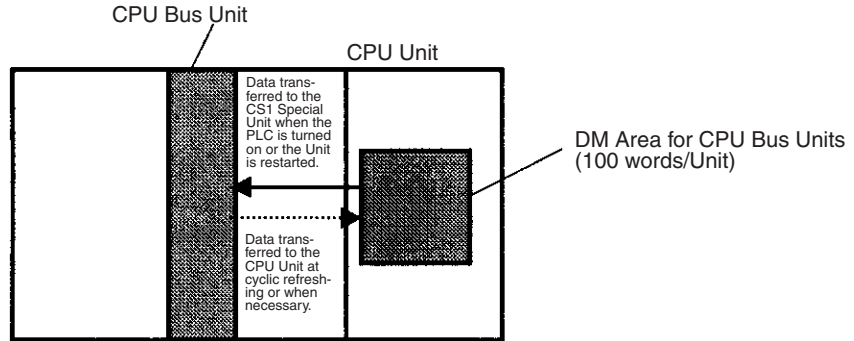 CPU Bus Unit
CPU Unit
Data trans-
ferred to the
CS1 Special
Unit when the
PLC is turned
on or the Unit
is restarted.
DM Area for CPU Bus Units
(100 words/Unit)
Data trans-
ferred to the
CPU Unit at
cyclic refresh-
ing or when
necessary.